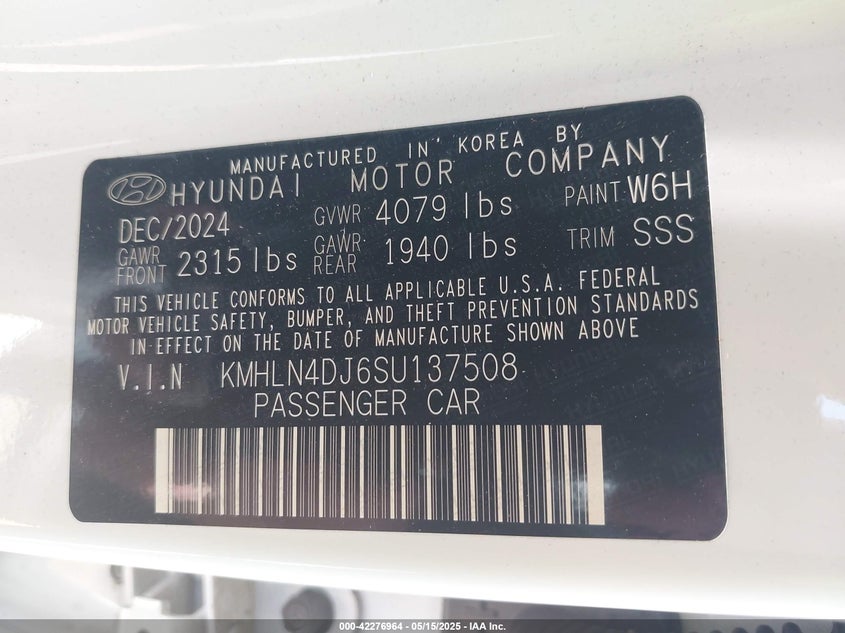 MANUFACTURED IN KOREA BY
HYUNDAI MOTOR COMPANY
DEC/2024 GVWR 4079 lbs PAINT W6H
GAWR FRONT 2315 lbs GAWR REAR 1940 lbs TRIM SSS
THIS VEHICLE CONFORMS TO ALL APPLICABLE U.S.A. FEDERAL
MOTOR VEHICLE SAFETY, BUMPER, AND THEFT PREVENTION STANDARDS
IN EFFECT ON THE DATE OF MANUFACTURE SHOWN ABOVE
V.I.N KMHLN4DJ6SU137508
PASSENGER CAR
000-42276964 - 05/15/2025 - IAA Inc.